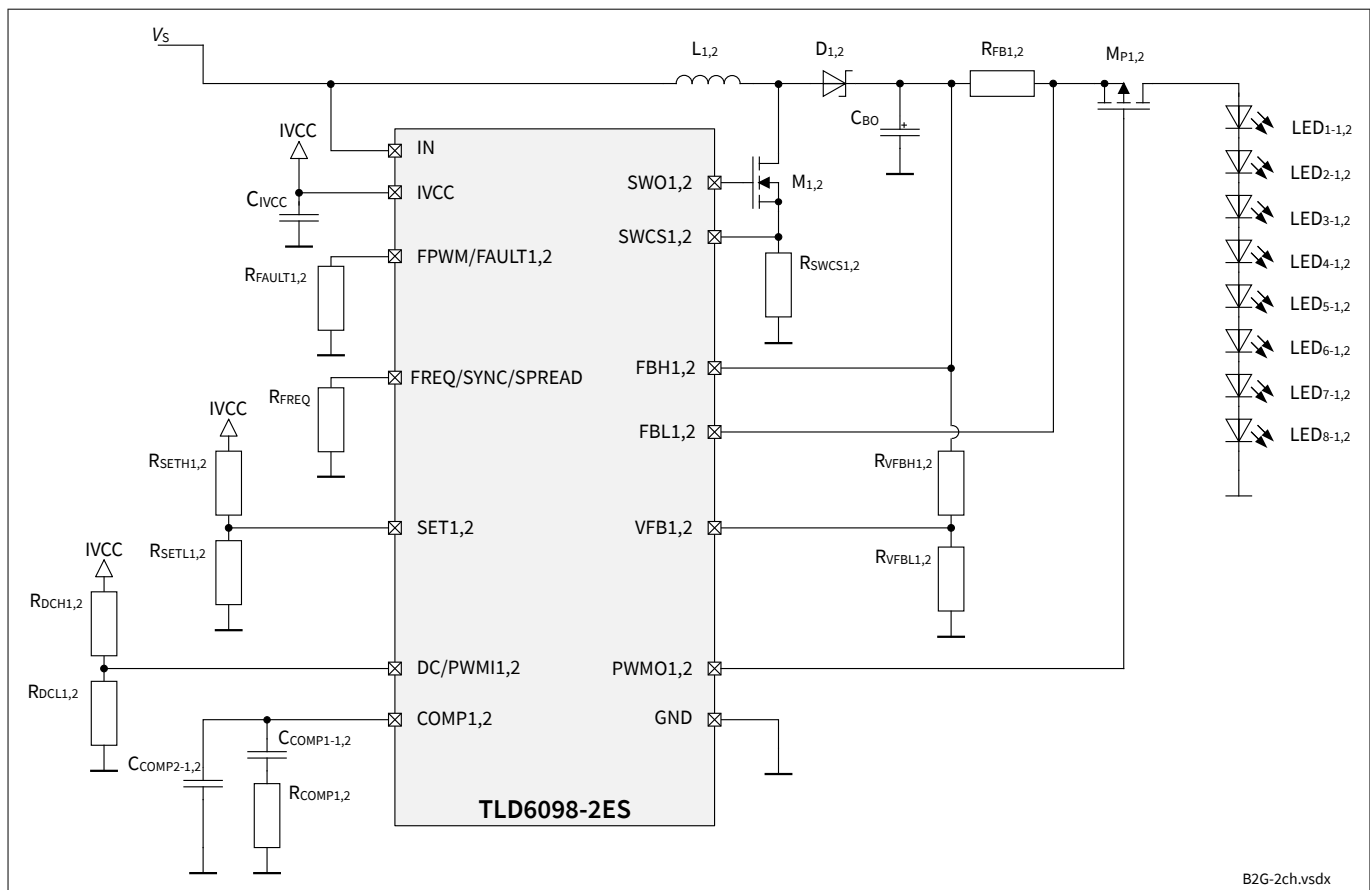 VS
L1,2
D1,2
RFB1,2
MP1,2
CBO
+
IVCC
IN
IVCC
CIVCC
SWO1,2
M1,2
SWCS1,2
RSWCS1,2
FPWM/FAULT1,2
RFAULT1,2
FREQ/SYNC/SPREAD
RFREQ
FBH1,2
FBL1,2
IVCC
RSETH1,2
SET1,2
RSETL1,2
RVFBH1,2
VFB1,2
RVFBL1,2
IVCC
RDCH1,2
DC/PWMI1,2
RDCL1,2
PWMO1,2
COMP1,2
GND
CCOMP1-1,2
CCOMP2-1,2
RCOMP1,2
TLD6098-2ES
LED1-1,2
LED2-1,2
LED3-1,2
LED4-1,2
LED5-1,2
LED6-1,2
LED7-1,2
LED8-1,2
B2G-2ch.vsdx